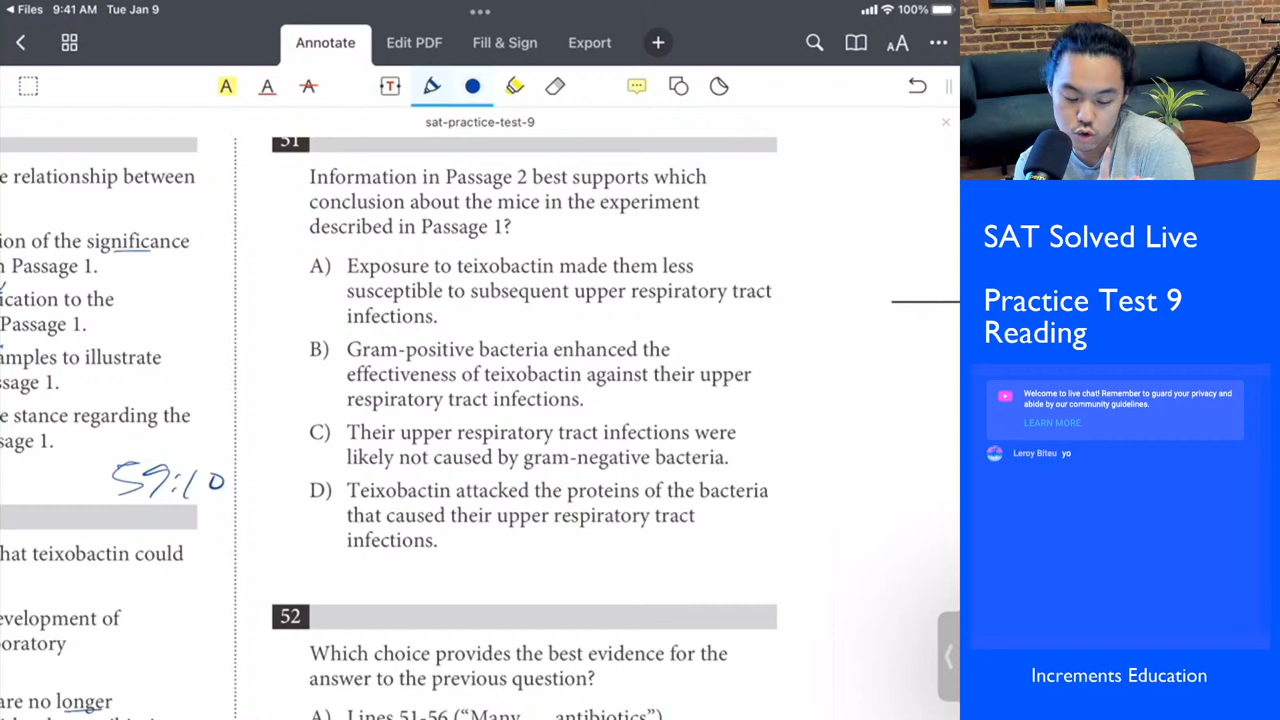 Files 9:41 AM Tue Jan 9
100%
Annotate Edit PDF Fill & Sign Export
sat-practice-test-9
e relationship between
ion of the significance
n Passage 1.
ication to the
Passage 1.
amples to illustrate
ssage 1.
e stance regarding the
sage 1.
59:10
hat teixobactin could
evelopment of
boratory
are no longer
51
Information in Passage 2 best supports which
conclusion about the mice in the experiment
described in Passage 1?
A) Exposure to teixobactin made them less
susceptible to subsequent upper respiratory tract
infections.
B) Gram-positive bacteria enhanced the
effectiveness of teixobactin against their upper
respiratory tract infections.
C) Their upper respiratory tract infections were
likely not caused by gram-negative bacteria.
D) Teixobactin attacked the proteins of the bacteria
that caused their upper respiratory tract
infections.
52
Which choice provides the best evidence for the
answer to the previous question?
A) Lines 51-56 (“Many . . . antibiotics”)
SAT Solved Live
Practice Test 9
Reading
Welcome to live chat! Remember to guard your privacy and
abide by our community guidelines.
LEARN MORE
Leroy Biteu yo
Increments Education